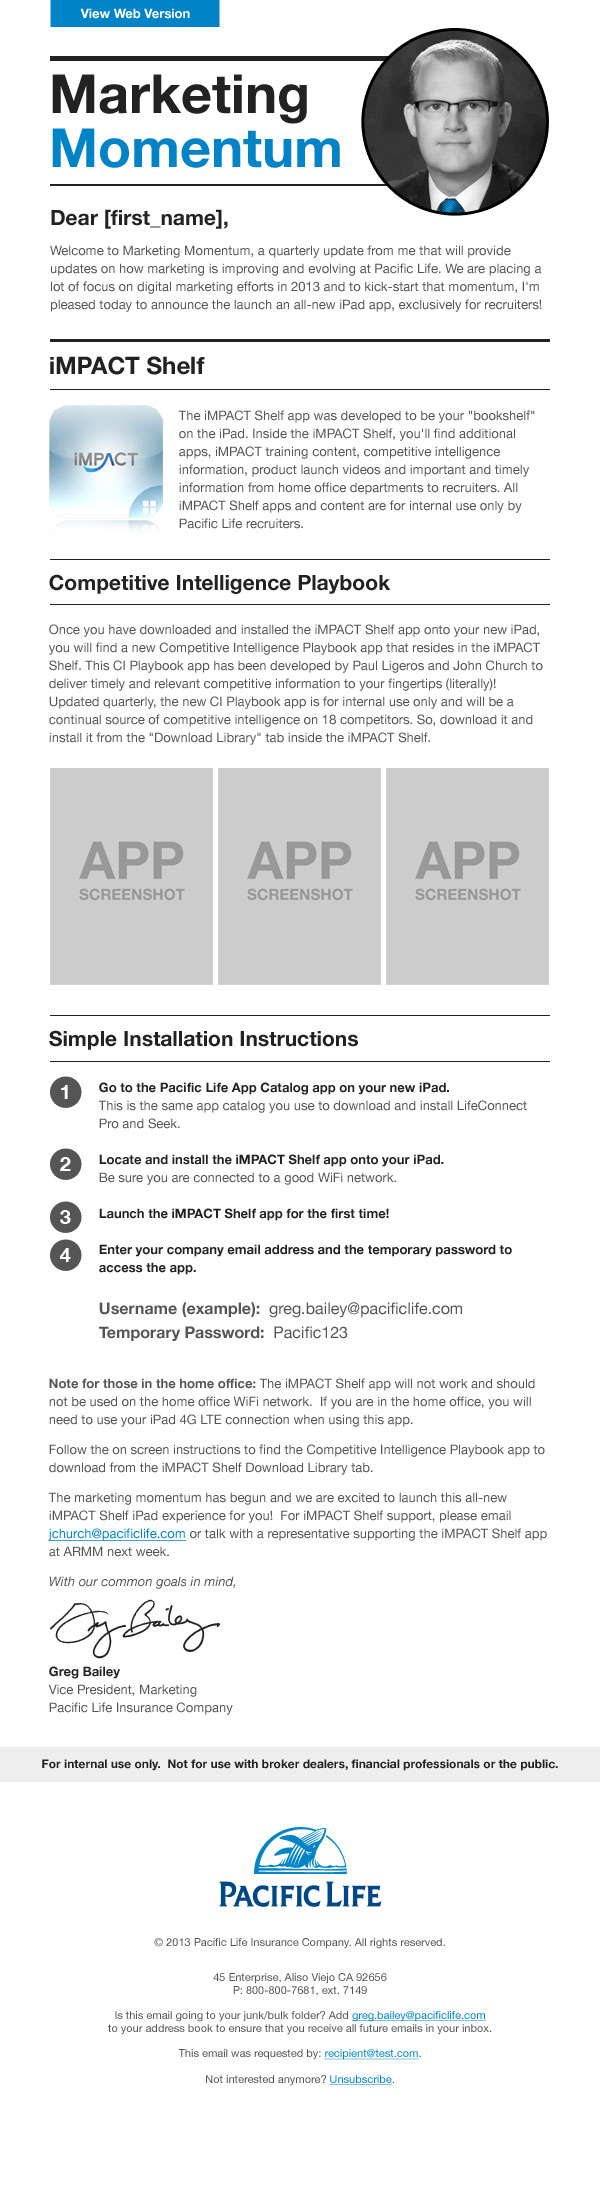 View Web Version
Marketing
Momentum
Dear [first_name],
Welcome to Marketing Momentum, a quarterly update from me that will provide
updates on how marketing is improving and evolving at Pacific Life. We are placing a
lot of focus on digital marketing efforts in 2013 and to kick-start that momentum, I'm
pleased today to announce the launch an all-new iPad app, exclusively for recruiters!
iMPACT Shelf
iMPACT
The iMPACT Shelf app was developed to be your "bookshelf"
on the iPad. Inside the iMPACT Shelf, you'll find additional
apps, iMPACT training content, competitive intelligence
information, product launch videos and important and timely
information from home office departments to recruiters. All
iMPACT Shelf apps and content are for internal use only by
Pacific Life recruiters.
Competitive Intelligence Playbook
Once you have downloaded and installed the iMPACT Shelf app onto your new iPad,
you will find a new Competitive Intelligence Playbook app that resides in the iMPACT
Shelf. This CI Playbook app has been developed by Paul Ligeros and John Church to
deliver timely and relevant competitive information to your fingertips (literally)!
Updated quarterly, the new CI Playbook app is for internal use only and will be a
continual source of competitive intelligence on 18 competitors. So, download it and
install it from the "Download Library" tab inside the iMPACT Shelf.
APP APP APP
SCREENSHOT SCREENSHOT SCREENSHOT
Simple Installation Instructions
1 Go to the Pacific Life App Catalog app on your new iPad.
This is the same app catalog you use to download and install LifeConnect
Pro and Seek.
2 Locate and install the iMPACT Shelf app onto your iPad.
Be sure you are connected to a good WiFi network.
3 Launch the iMPACT Shelf app for the first time!
4 Enter your company email address and the temporary password to
access the app.
Username (example): greg.bailey@pacificlife.com
Temporary Password: Pacific123
Note for those in the home office: The iMPACT Shelf app will not work and should
not be used on the home office WiFi network. If you are in the home office, you will
need to use your iPad 4G LTE connection when using this app.
Follow the on screen instructions to find the Competitive Intelligence Playbook app to
download from the iMPACT Shelf Download Library tab.
The marketing momentum has begun and we are excited to launch this all-new
iMPACT Shelf iPad experience for you! For iMPACT Shelf support, please email
jchurch@pacificlife.com or talk with a representative supporting the iMPACT Shelf app
at ARMM next week.
With our common goals in mind,
Greg Bailey
Greg Bailey
Vice President, Marketing
Pacific Life Insurance Company
For internal use only. Not for use with broker dealers, financial professionals or the public.
PACIFIC LIFE
© 2013 Pacific Life Insurance Company. All rights reserved.
45 Enterprise, Aliso Viejo CA 92656
P: 800-800-7681, ext. 7149
Is this email going to your junk/bulk folder? Add greg.bailey@pacificlife.com
to your address book to ensure that you receive all future emails in your inbox.
This email was requested by: recipient@test.com.
Not interested anymore? Unsubscribe.